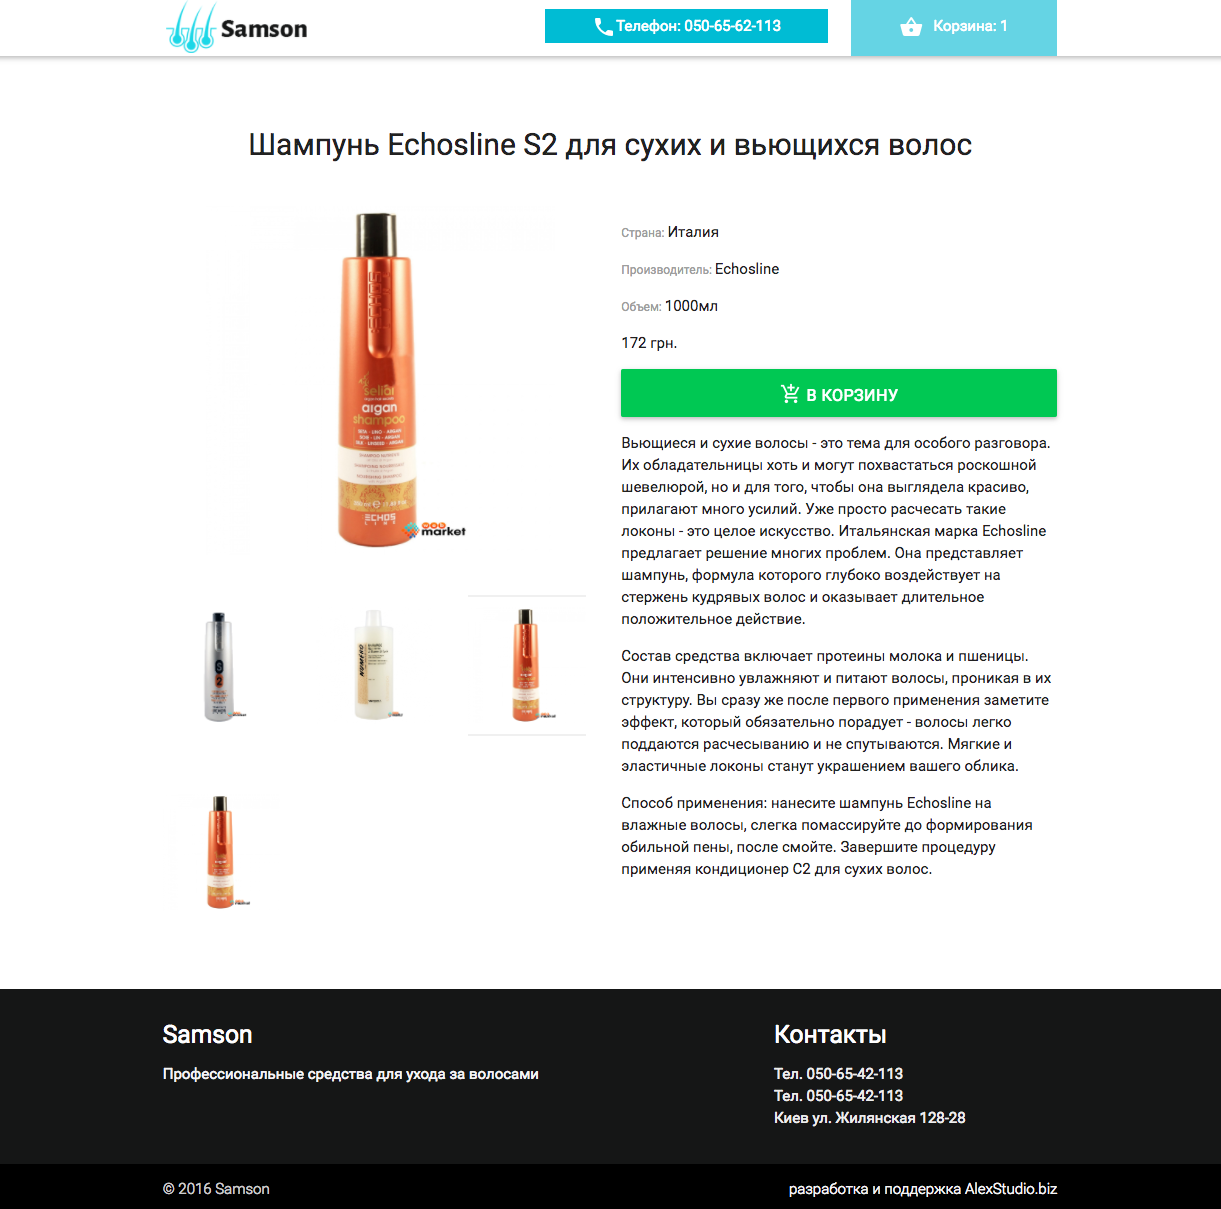 Samson
Телефон: 050-65-62-113
Корзина: 1
Шампунь Echosline S2 для сухих и вьющихся волос
ECHOS
seliar
argan
shampoo
ECHOS
LINE
market
Страна: Италия
Производитель: Echosline
Объем: 1000мл
172 грн.
В КОРЗИНУ
Вьющиеся и сухие волосы - это тема для особого разговора.
Их обладательницы хоть и могут похвастаться роскошной
шевелюрой, но и для того, чтобы она выглядела красиво,
прилагают много усилий. Уже просто расчесать такие
локоны - это целое искусство. Итальянская марка Echosline
предлагает решение многих проблем. Она представляет
шампунь, формула которого глубоко воздействует на
стержень кудрявых волос и оказывает длительное
положительное действие.
Состав средства включает протеины молока и пшеницы.
Они интенсивно увлажняют и питают волосы, проникая в их
структуру. Вы сразу же после первого применения заметите
эффект, который обязательно порадует - волосы легко
поддаются расчесыванию и не спутываются. Мягкие и
эластичные локоны станут украшением вашего облика.
Способ применения: нанесите шампунь Echosline на
влажные волосы, слегка помассируйте до формирования
обильной пены, после смойте. Завершите процедуру
применяя кондиционер С2 для сухих волос.
S
2
NUMERO
Samson
Профессиональные средства для ухода за волосами
Контакты
Тел. 050-65-42-113
Тел. 050-65-42-113
Киев ул. Жилянская 128-28
© 2016 Samson
разработка и поддержка AlexStudio.biz